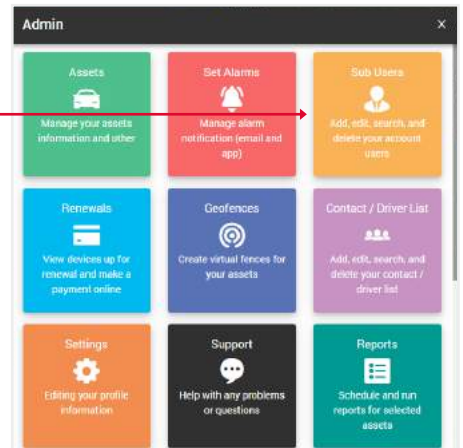 Admin
×
Assets
Manage your assets
information and other
Set Alarms
Manage alarm
notification (email and
app)
Sub Users
Add, edit, search, and
delete your account
users
Renewals
View devices up for
renewal and make a
payment online
Geofences
Create virtual fences for
your assets
Contact / Driver List
Add, edit, search, and
delete your contact /
driver list
Settings
Editing your profile
information
Support
Help with any problems
or questions
Reports
Schedule and run
reports for selected
assets